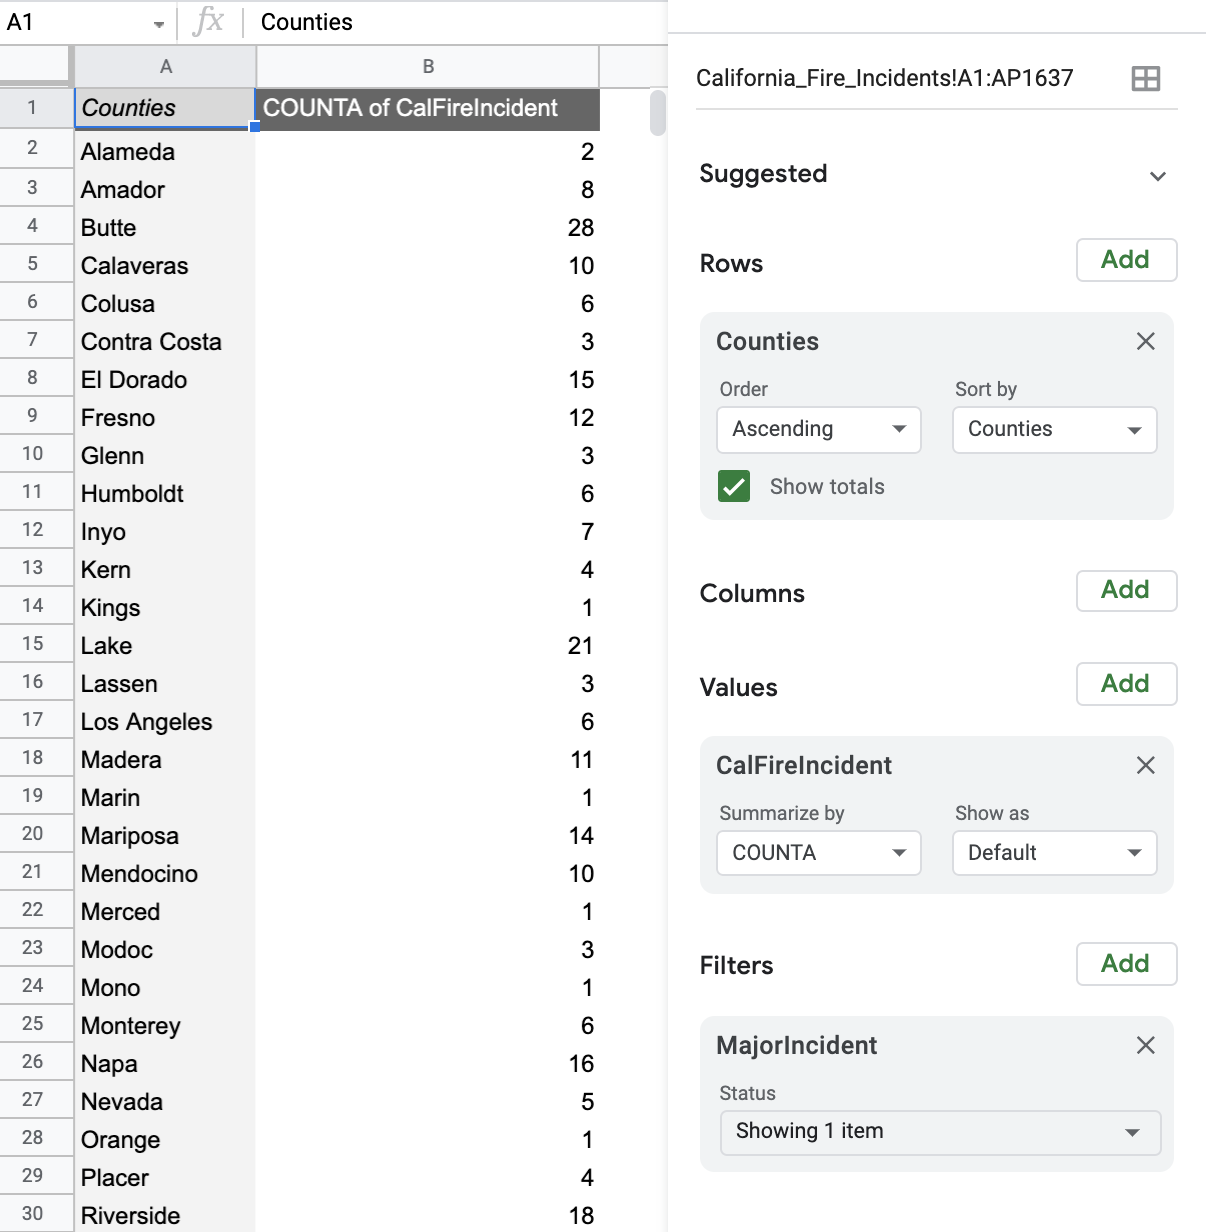 A1 fx Counties
A B
1 Counties COUNTA of CalFireIncident
2 Alameda 2
3 Amador 8
4 Butte 28
5 Calaveras 10
6 Colusa 6
7 Contra Costa 3
8 El Dorado 15
9 Fresno 12
10 Glenn 3
11 Humboldt 6
12 Inyo 7
13 Kern 4
14 Kings 1
15 Lake 21
16 Lassen 3
17 Los Angeles 6
18 Madera 11
19 Marin 1
20 Mariposa 14
21 Mendocino 10
22 Merced 1
23 Modoc 3
24 Mono 1
25 Monterey 6
26 Napa 16
27 Nevada 5
28 Orange 1
29 Placer 4
30 Riverside 18
California_Fire_Incidents!A1:AP1637
Suggested
Rows Add
Counties
Order Sort by
Ascending Counties
Show totals
Columns Add
Values Add
CalFireIncident
Summarize by Show as
COUNTA Default
Filters Add
MajorIncident
Status
Showing 1 item